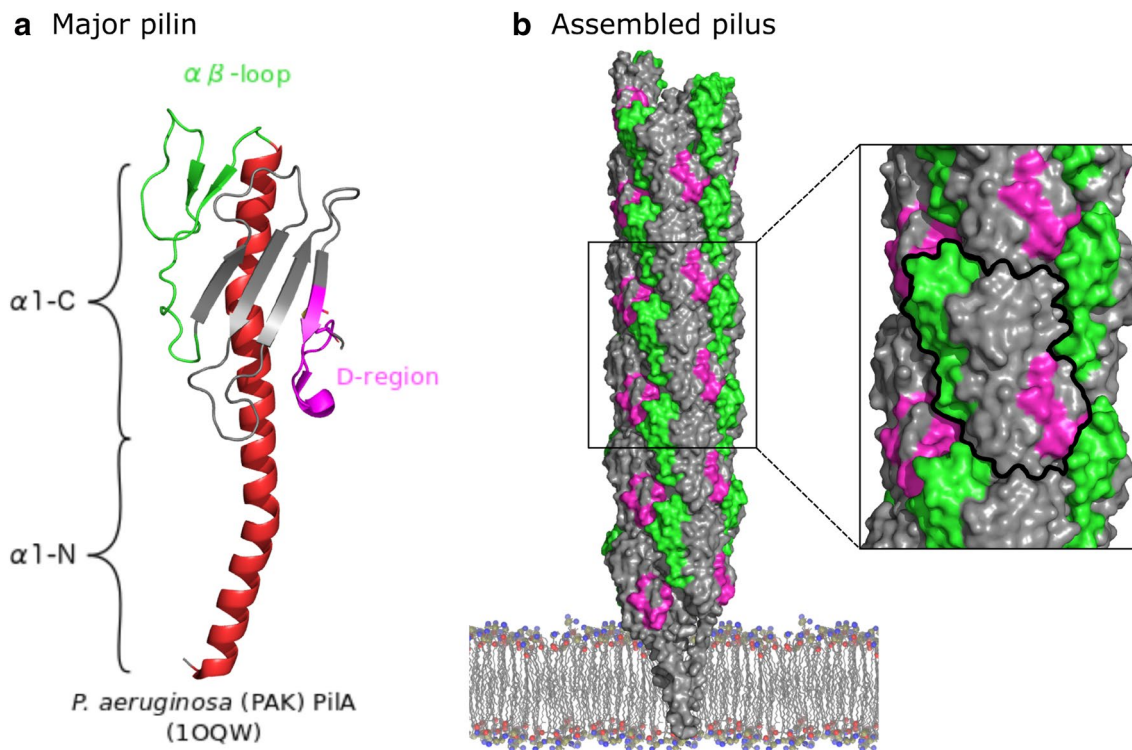 a Major pilin
b Assembled pilus
αβ-loop
α1-C
D-region
α1-N
P. aeruginosa (PAK) PilA
(1OQW)